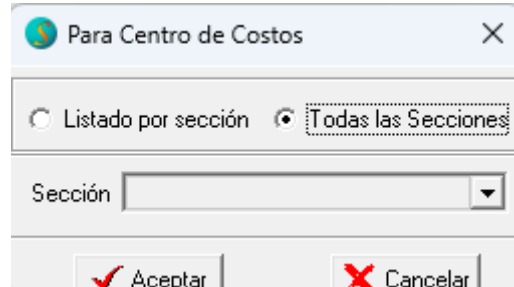 Para Centro de Costos
Listado por sección Todas las Secciones
Sección
Aceptar Cancelar